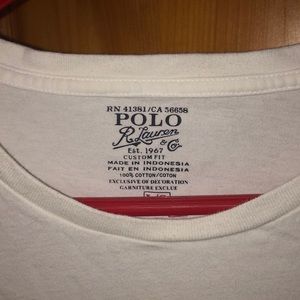 RN 41381/CA 56658
POLO
R. Lauren
& Co.
Est. 1967
CUSTOM FIT
MADE IN INDONESIA
FAIT EN INDONESIA
100% COTTON/COTON
EXCLUSIVE OF DECORATION
GARNITURE EXCLUE